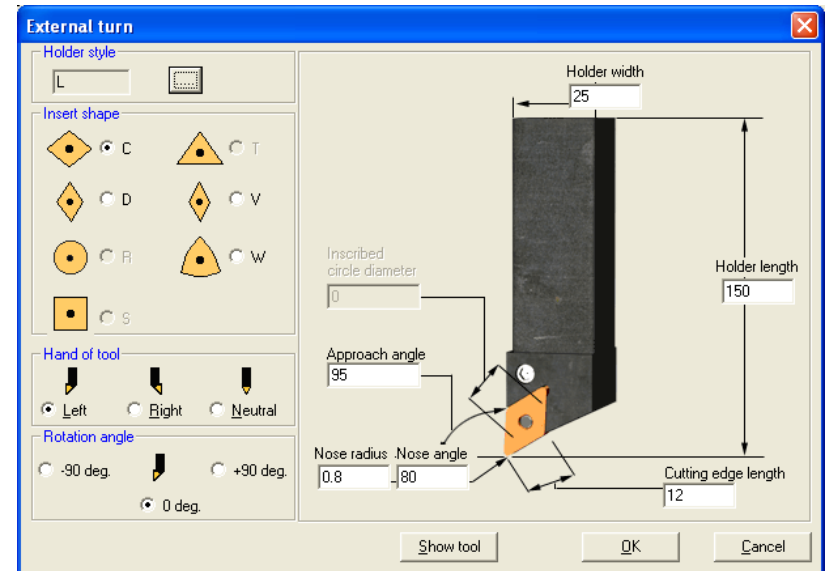 External turn
Holder style
L
Insert shape
C
T
D
V
R
W
S
Hand of tool
Left
Right
Neutral
Rotation angle
-90 deg.
+90 deg.
0 deg.
Holder width
25
Inscribed
circle diameter
0
Holder length
150
Approach angle
95
Nose radius
Nose angle
0.8
80
Cutting edge length
12
Show tool
OK
Cancel